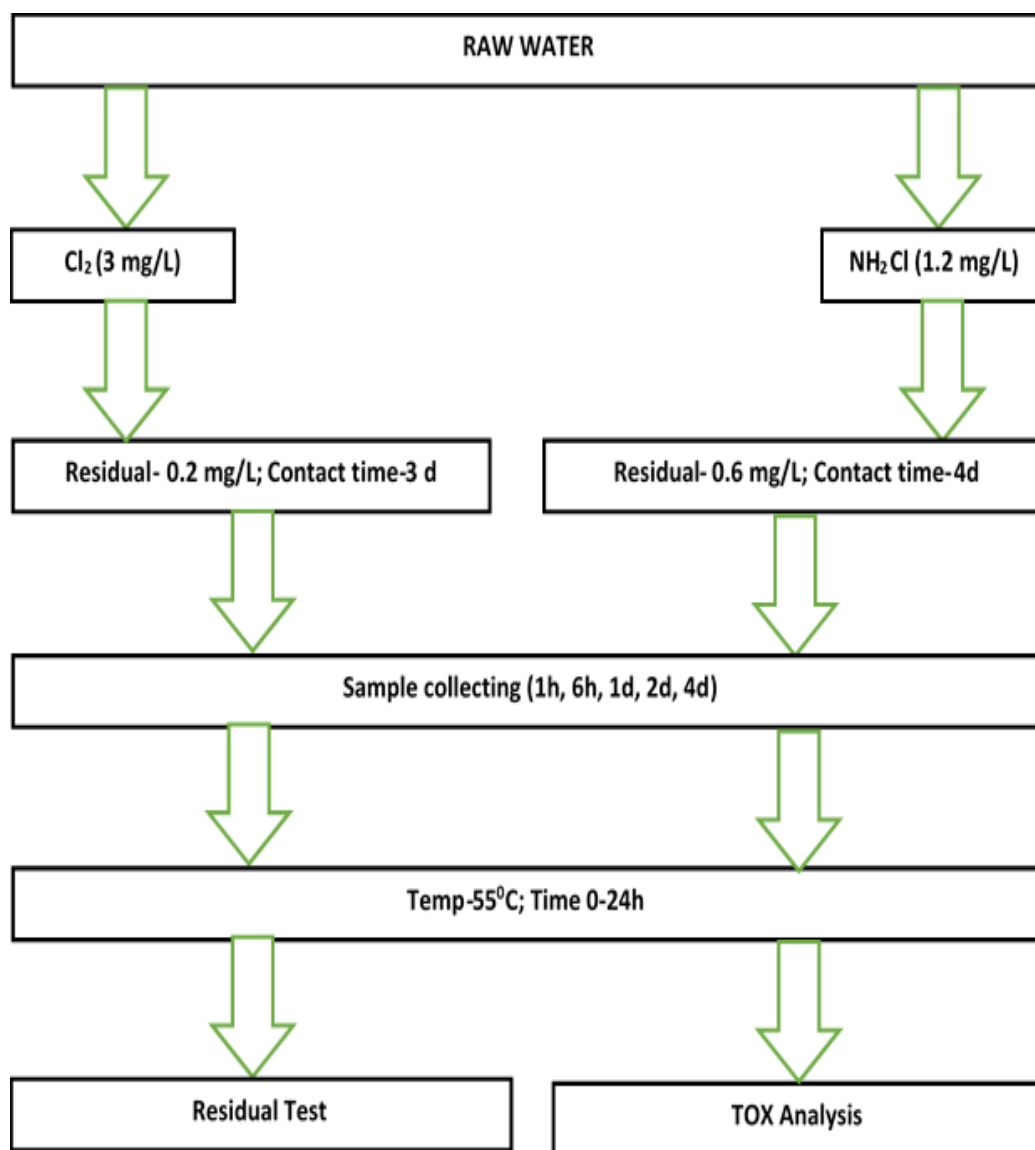 RAW WATER
Cl₂ (3 mg/L)
NH₂Cl (1.2 mg/L)
Residual- 0.2 mg/L; Contact time-3 d
Residual- 0.6 mg/L; Contact time-4d
Sample collecting (1h, 6h, 1d, 2d, 4d)
Temp-55⁰C; Time 0-24h
Residual Test
TOX Analysis